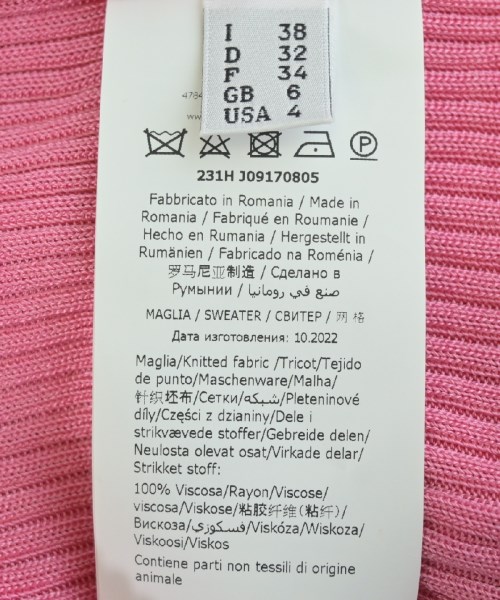 I 38
D 32
F 34
GB 6
USA 4
478
ww
P
231H J09170805
Fabbricato in Romania / Made in
Romania / Fabriqué en Roumanie /
Hecho en Rumania / Hergestellt in
Rumänien / Fabricado na Roménia /
罗马尼亚制造 / Сделано в
Румынии / صنع في رومانيا
MAGLIA / SWEATER / СВИТЕР / 网 格
Дата изготовления: 10.2022
Maglia/Knitted fabric /Tricot/Tejido
de punto/Maschenware/Malha/
针织坯布/Сетки/شبكه/Pleteninové
díly/Części z dzianiny/Dele i
strikvævede stoffer/Gebreide delen/
Neulosta olevat osat/Virkade delar/
Strikket stoff:
100% Viscosa/Rayon/Viscose/
viscosa/Viskose/粘胶纤维(粘纤)/
Вискоза/فسكوزي/Viskóza/Wiskoza/
Viskoosi/Viskos
Contiene parti non tessili di origine
animale